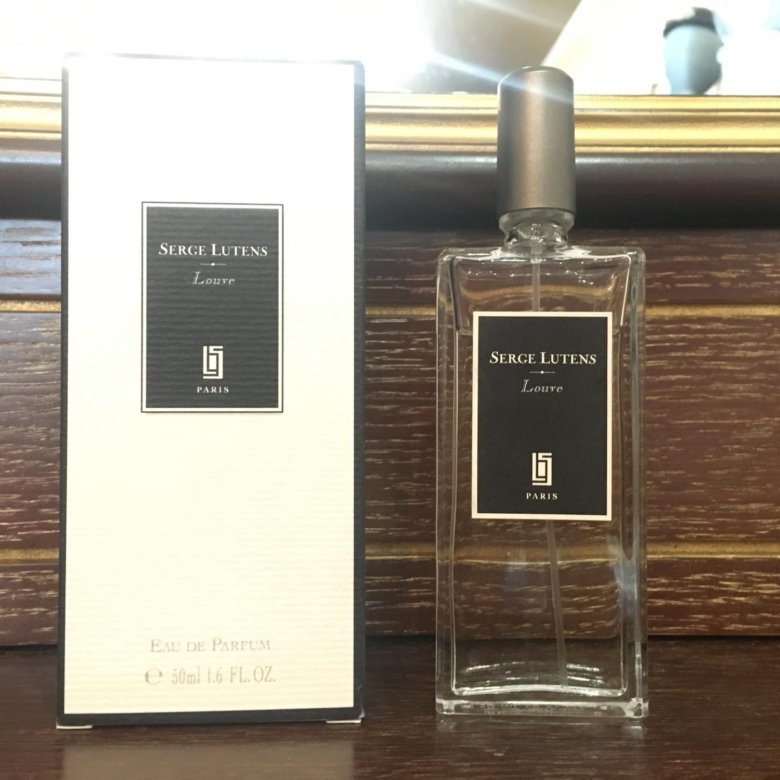 SERGE LUTENS
Louve
PARIS
EAU DE PARFUM
e 50ml 1.6 FL.OZ.
SERGE LUTENS
Louve
PARIS